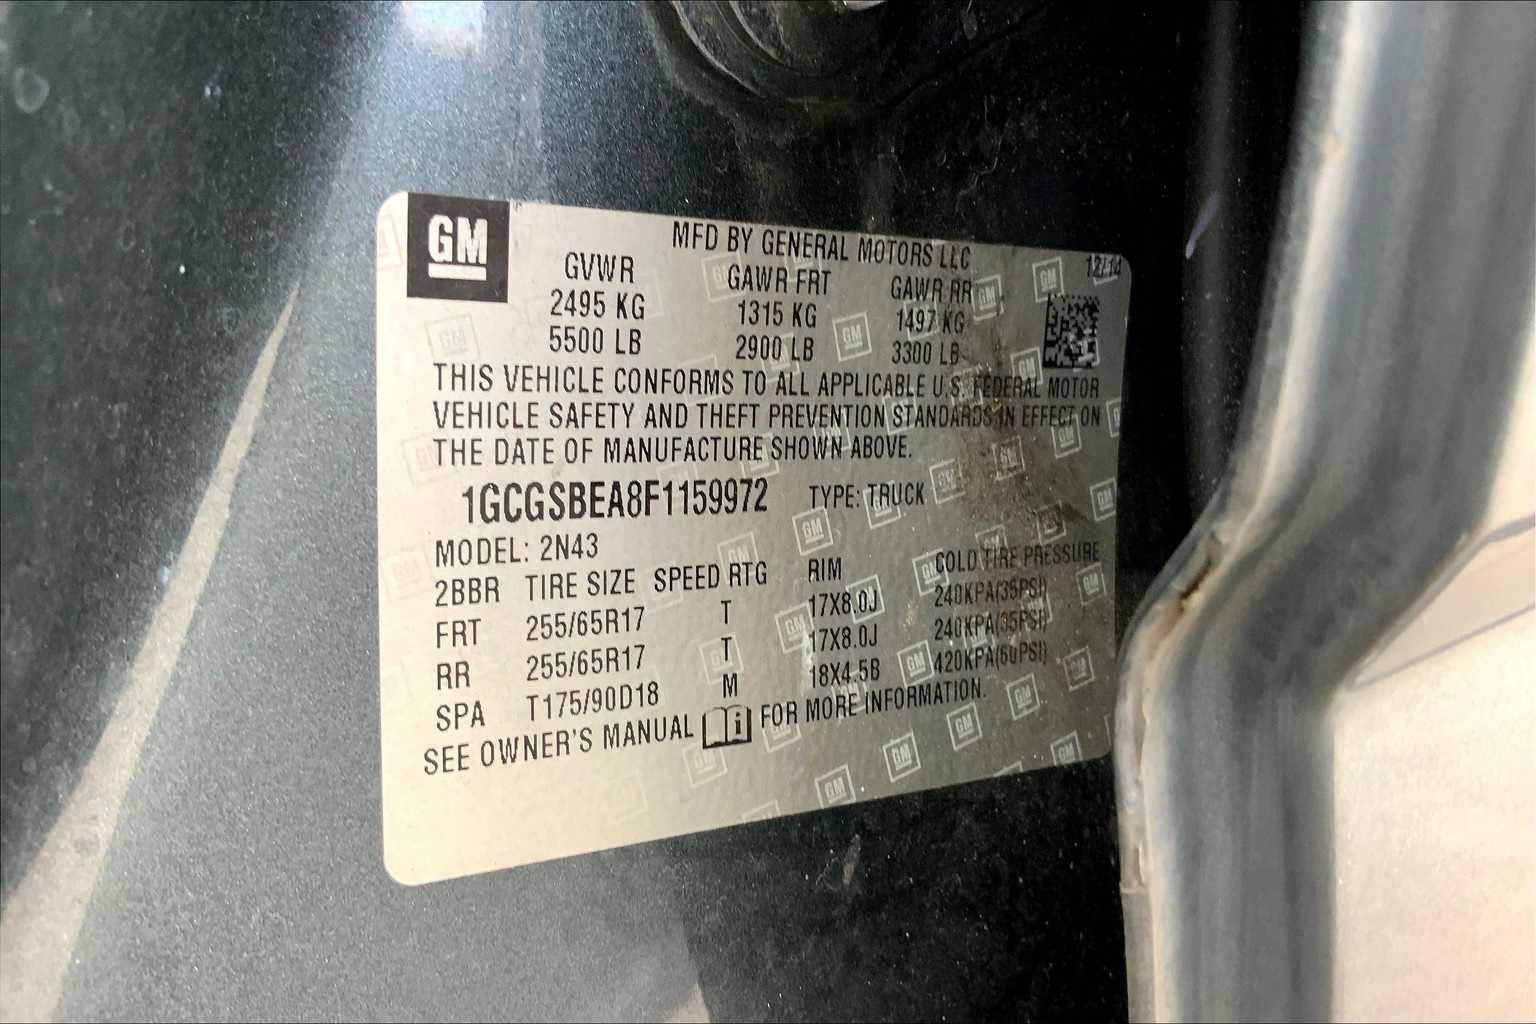 GM
MFD BY GENERAL MOTORS LLC
12/14
GVWR GAWR FRT GAWR RR
2495 KG 1315 KG 1497 KG
5500 LB 2900 LB 3300 LB
THIS VEHICLE CONFORMS TO ALL APPLICABLE U.S. FEDERAL MOTOR
VEHICLE SAFETY AND THEFT PREVENTION STANDARDS IN EFFECT ON
THE DATE OF MANUFACTURE SHOWN ABOVE.
1GCGSBEA8F1159972 TYPE: TRUCK
MODEL: 2N43
2BBR TIRE SIZE SPEED RTG RIM COLD TIRE PRESSURE
FRT 255/65R17 T 17X8.0J 240KPA(35PSI)
RR 255/65R17 T 17X8.0J 240KPA(35PSI)
SPA T175/90D18 M 18X4.5B 420KPA(60PSI)
SEE OWNER'S MANUAL i FOR MORE INFORMATION.